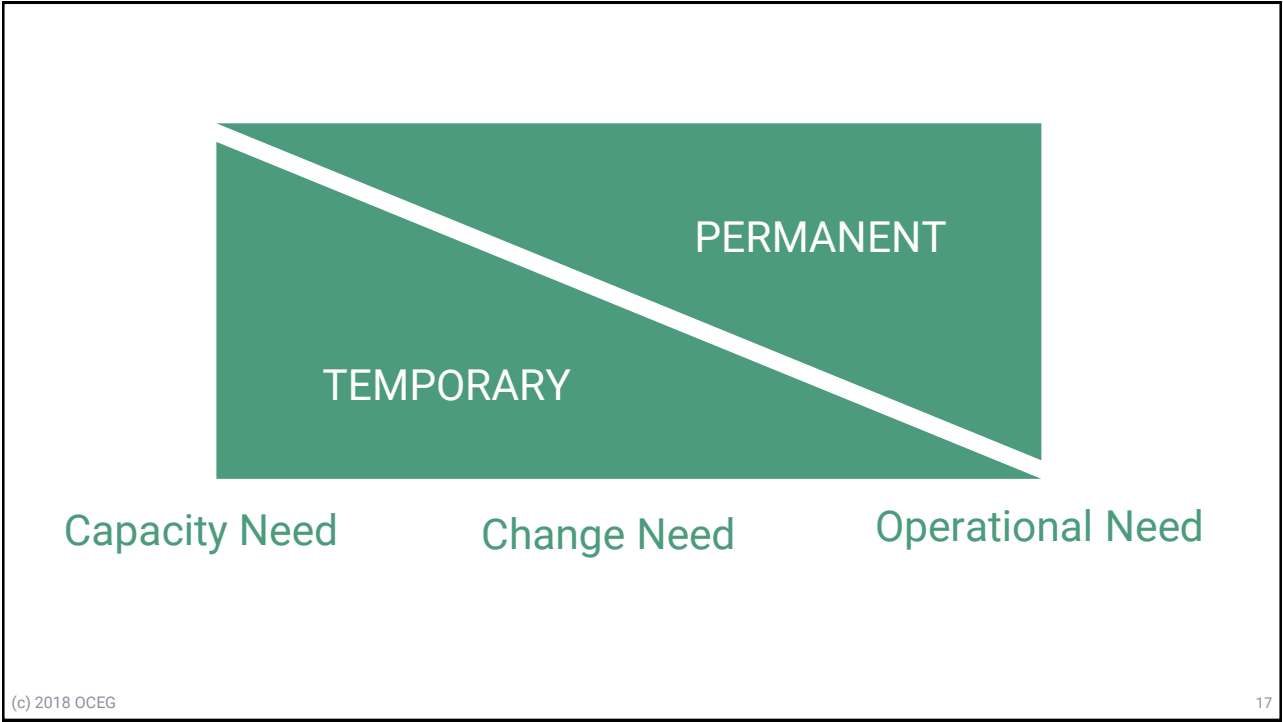 PERMANENT
TEMPORARY
Capacity Need
Change Need
Operational Need
(c) 2018 OCEG
17